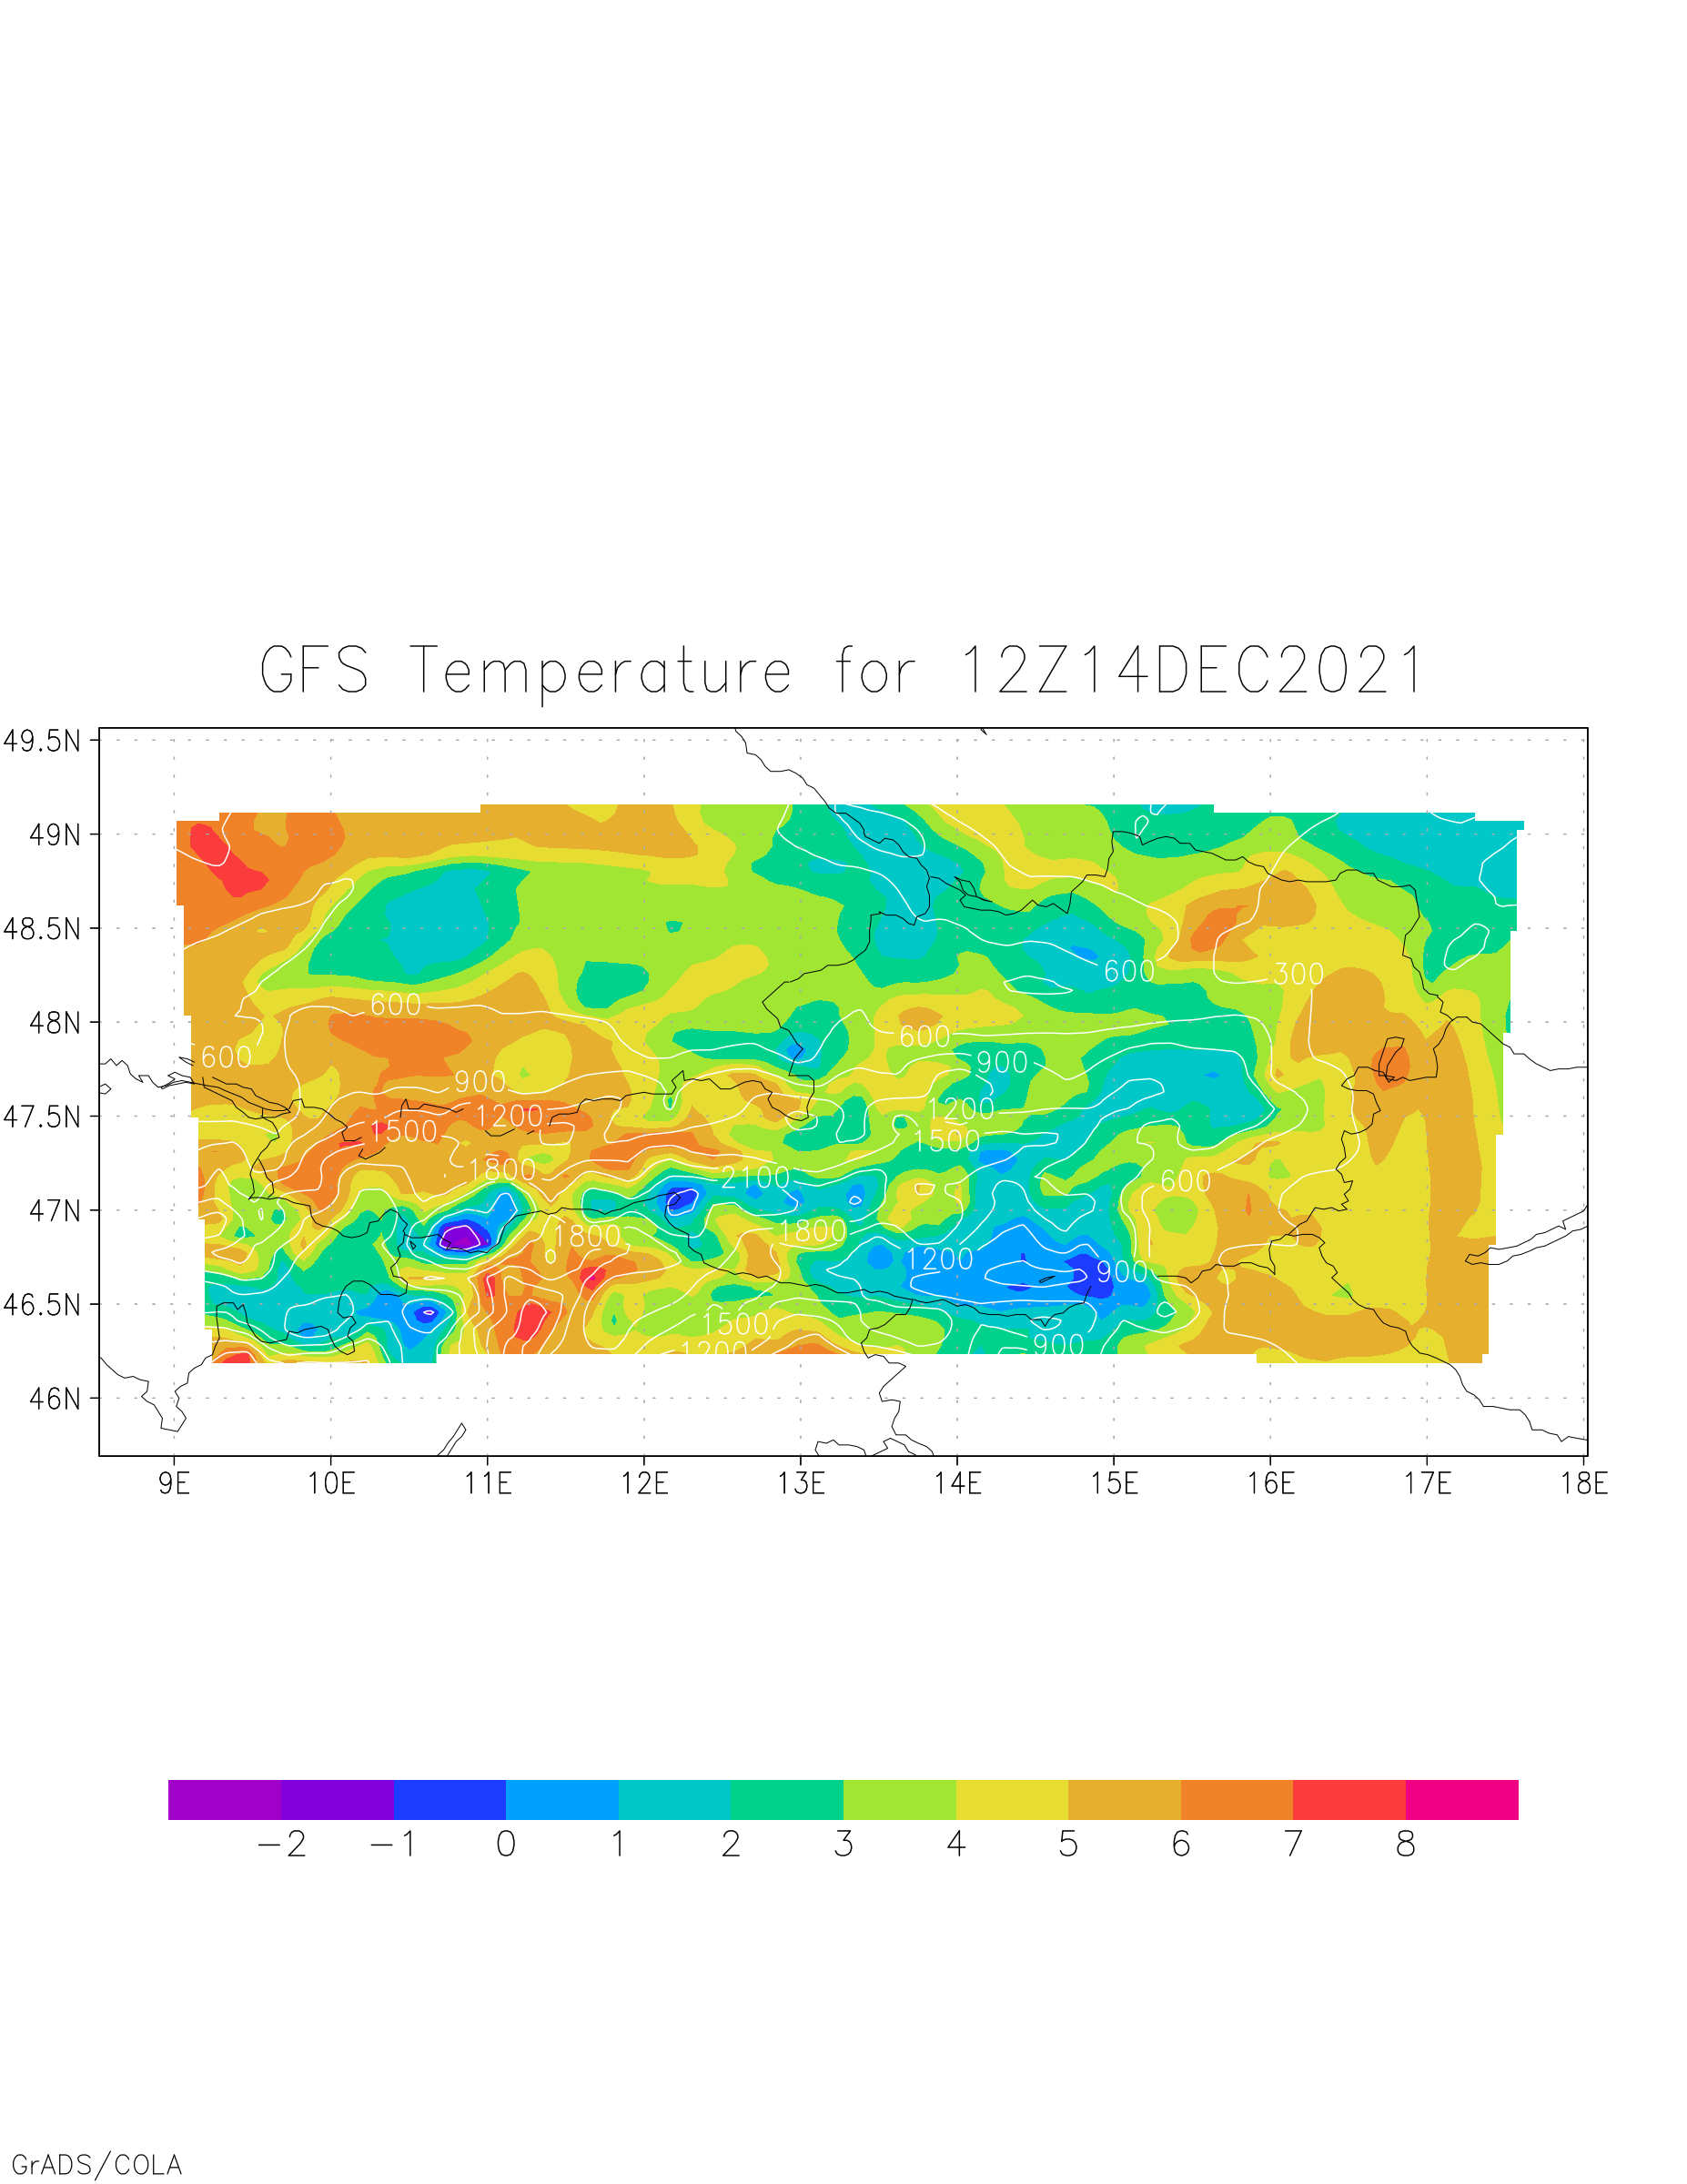 GFS Temperature for 12Z14DEC2021
49.5N
49N
48.5N
48N
47.5N
47N
46.5N
46N
600 300
600
600 600
900 900
1200 1200
1500 1500
1800 2100 600
1800 1800 1200 900
1500 900
1200
9E 10E 11E 12E 13E 14E 15E 16E 17E 18E
−2 −1 0 1 2 3 4 5 6 7 8
GrADS/COLA